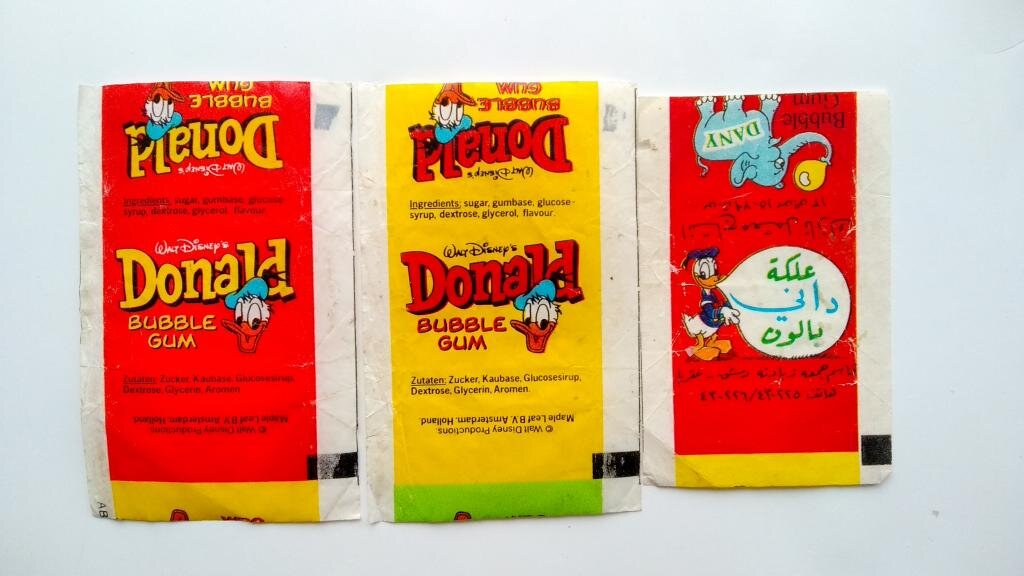 BUBBLE
GUM
Donald
WALT DISNEY'S
Ingredients: sugar, gumbase, glucose-
syrup, dextrose, glycerol, flavour.
WALT DISNEY'S
Donald
BUBBLE
GUM
Zutaten: Zucker, Kaubase, Glucosesirup,
Dextrose, Glycerin, Aromen.
© Walt Disney Productions
Maple Leaf B.V. Amsterdam. Holland.
AB
BUBBLE
GUM
Donald
WALT DISNEY'S
Ingredients: sugar, gumbase, glucose-
syrup, dextrose, glycerol, flavour.
WALT DISNEY'S
Donald
BUBBLE
GUM
Zutaten: Zucker, Kaubase, Glucosesirup,
Dextrose, Glycerin, Aromen.
© Walt Disney Productions
Maple Leaf B.V. Amsterdam. Holland.
Bubble
Gum
DANY
علكة
داني
بالون